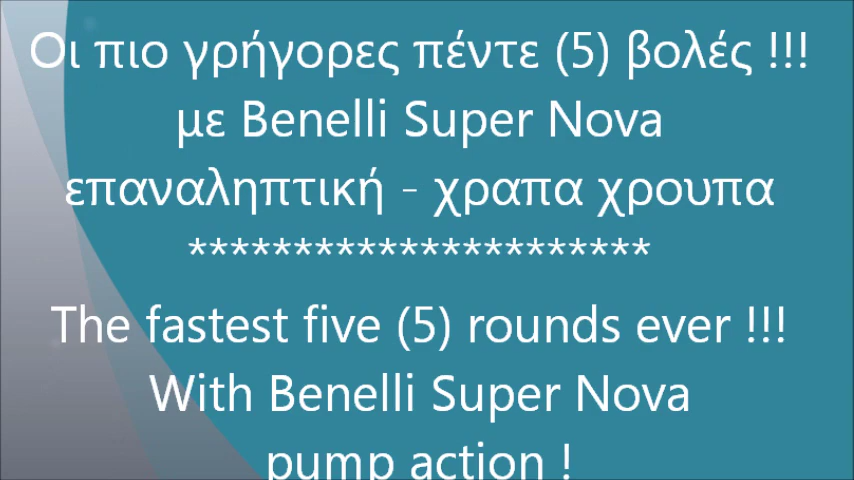 Οι πιο γρήγορες πέντε (5) βολές !!!
με Benelli Super Nova
επαναληπτική - χραπα χρουπα
**********************
The fastest five (5) rounds ever !!!
With Benelli Super Nova
pump action !